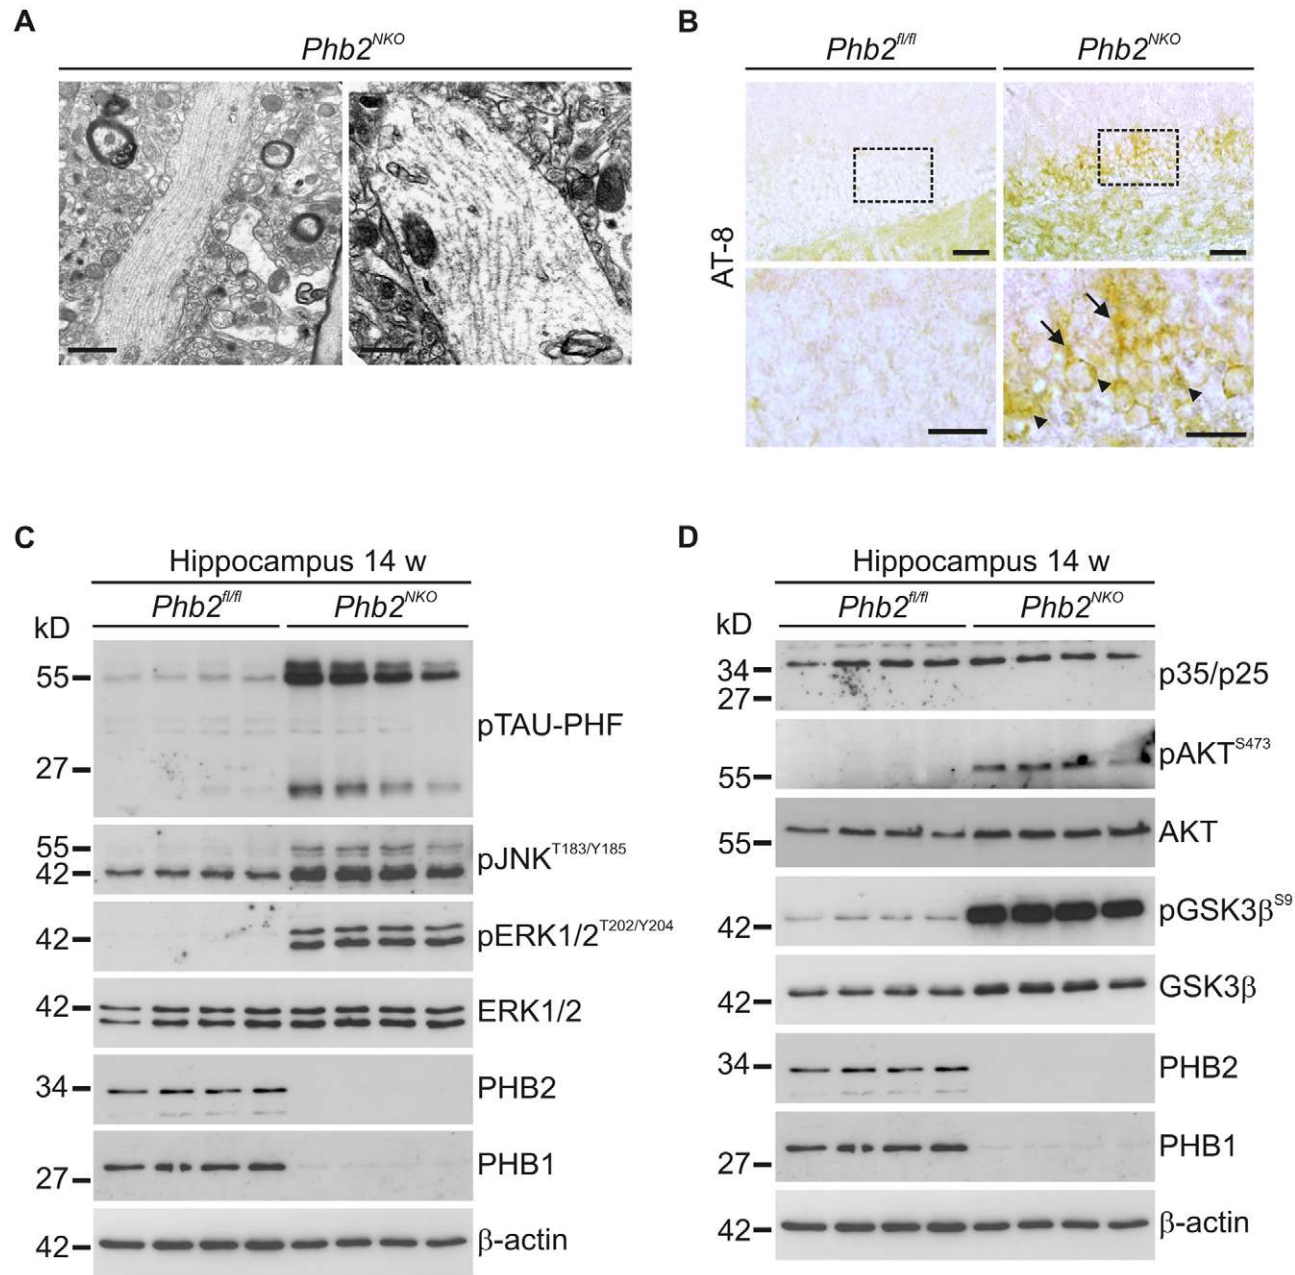 A
Phb2NKO
B
Phb2fl/fl Phb2NKO
AT-8
C
Hippocampus 14 w
Phb2fl/fl Phb2NKO
kD
55
27
pTAU-PHF
55
42
pJNKT183/Y185
42
pERK1/2T202/Y204
42
ERK1/2
34
PHB2
27
PHB1
42
β-actin
D
Hippocampus 14 w
Phb2fl/fl Phb2NKO
kD
34
27
p35/p25
55
pAKTS473
55
AKT
42
pGSK3βS9
42
GSK3β
34
PHB2
27
PHB1
42
β-actin